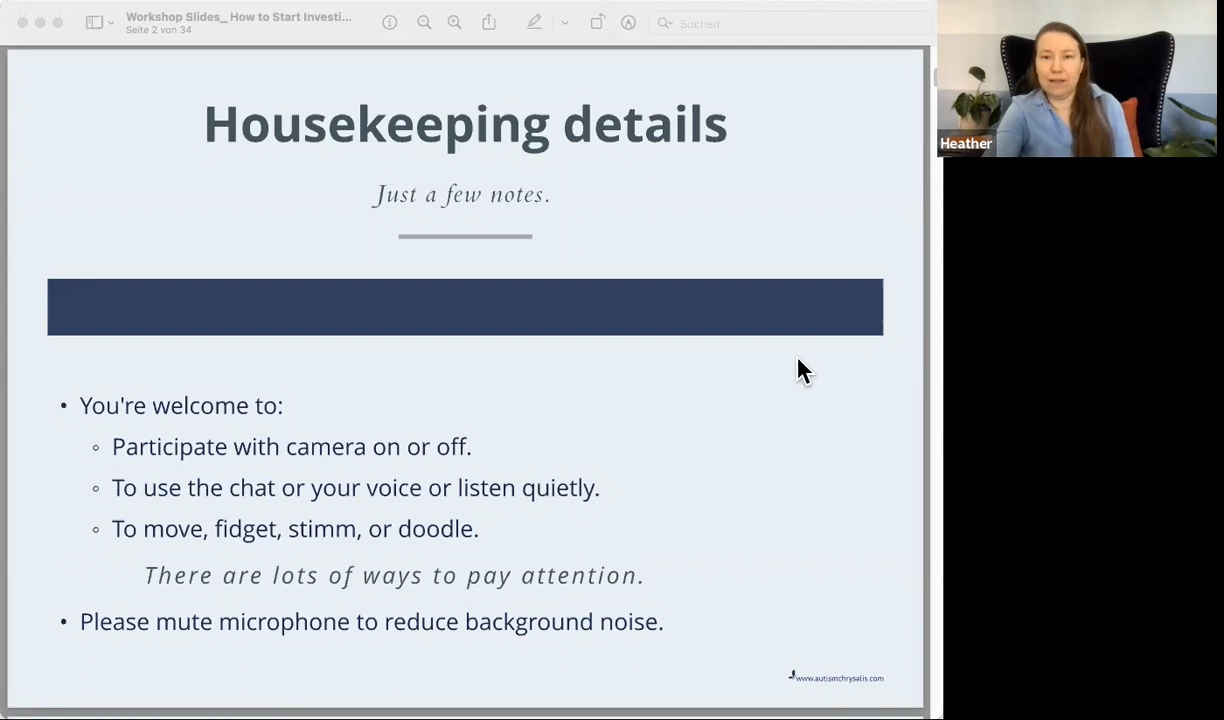 Workshop Slides_ How to Start Investi...
Seite 2 von 34
Suchen
Heather
Housekeeping details
Just a few notes.
• You're welcome to:
◦ Participate with camera on or off.
◦ To use the chat or your voice or listen quietly.
◦ To move, fidget, stimm, or doodle.
There are lots of ways to pay attention.
• Please mute microphone to reduce background noise.
www.autismchrysalis.com